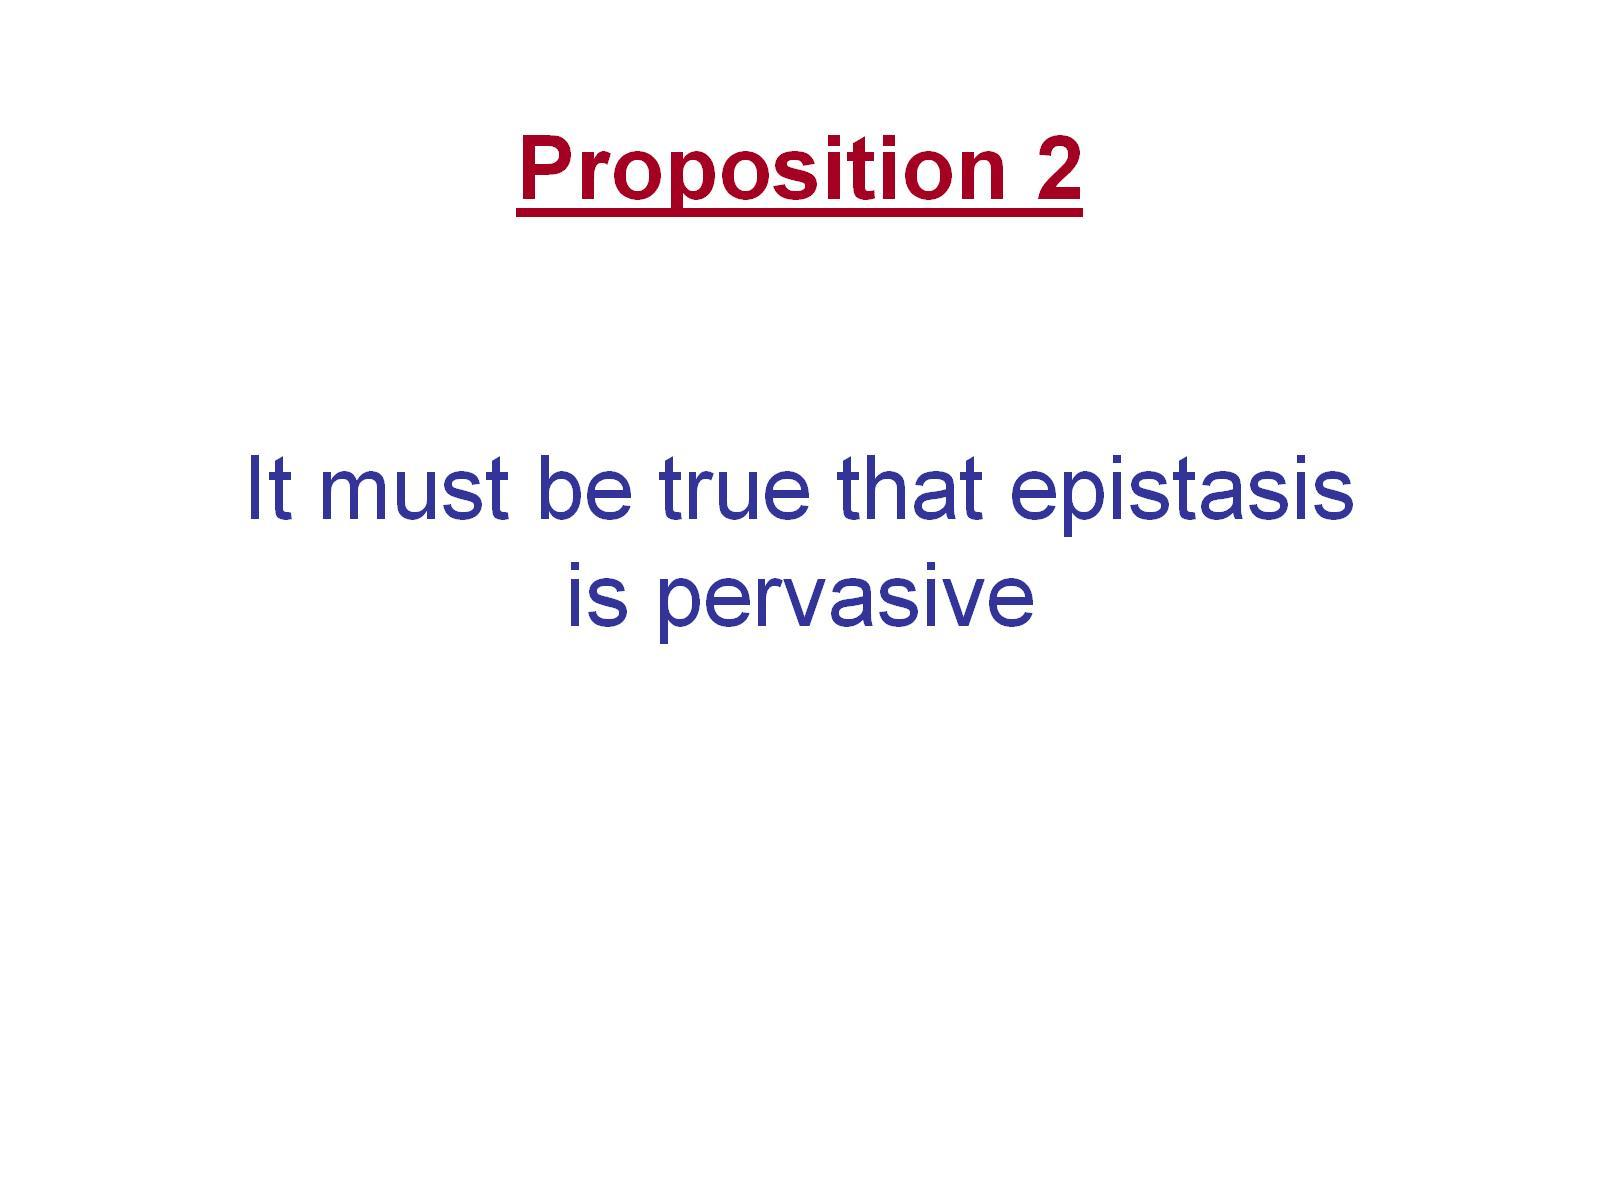 Proposition 2
It must be true that epistasis
is pervasive